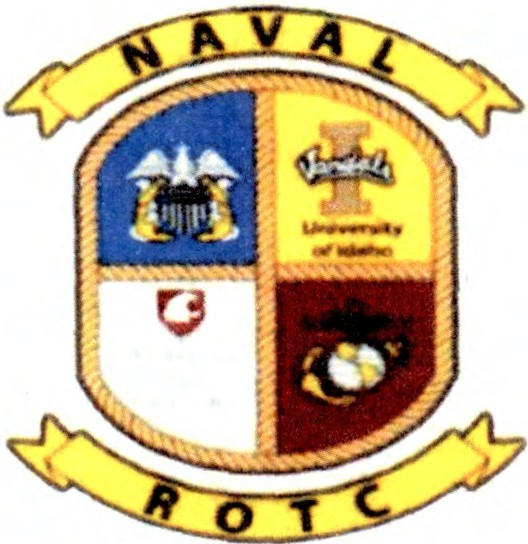 NAVAL
I
Vandals
University
of Idaho
ROTC